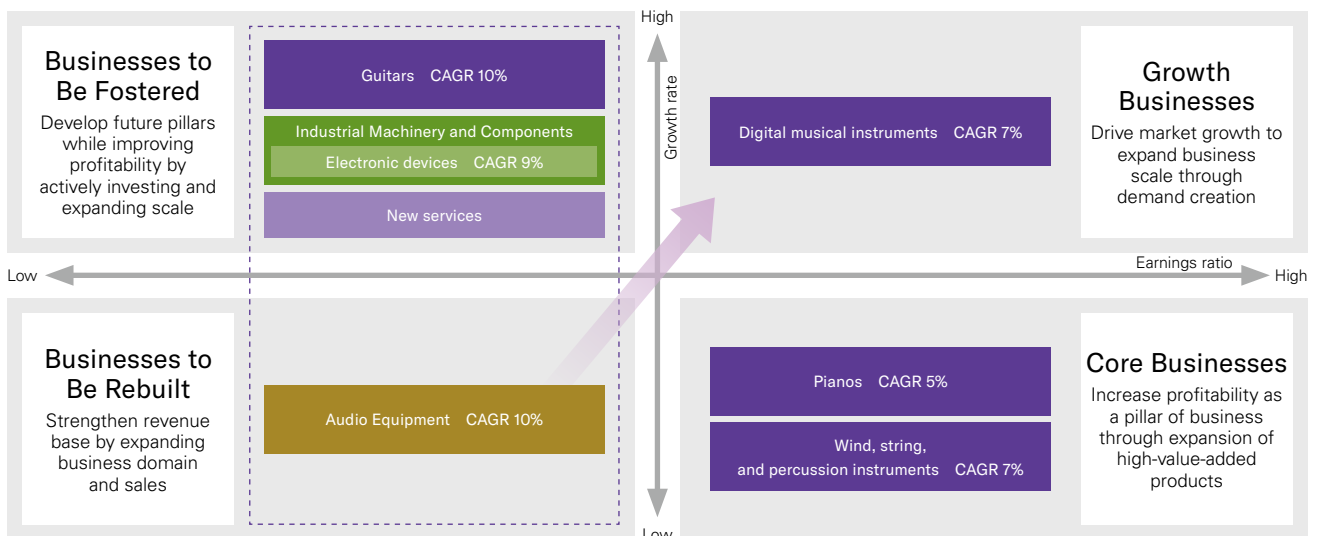 High
Businesses to
Be Fostered
Develop future pillars
while improving
profitability by
actively investing and
expanding scale
Guitars CAGR 10%
Industrial Machinery and Components
Electronic devices CAGR 9%
New services
Growth rate
Digital musical instruments CAGR 7%
Growth
Businesses
Drive market growth to
expand business
scale through
demand creation
Low
Earnings ratio
High
Businesses to
Be Rebuilt
Strengthen revenue
base by expanding
business domain
and sales
Audio Equipment CAGR 10%
Pianos CAGR 5%
Wind, string,
and percussion instruments CAGR 7%
Core Businesses
Increase profitability as
a pillar of business
through expansion of
high-value-added
products
Low